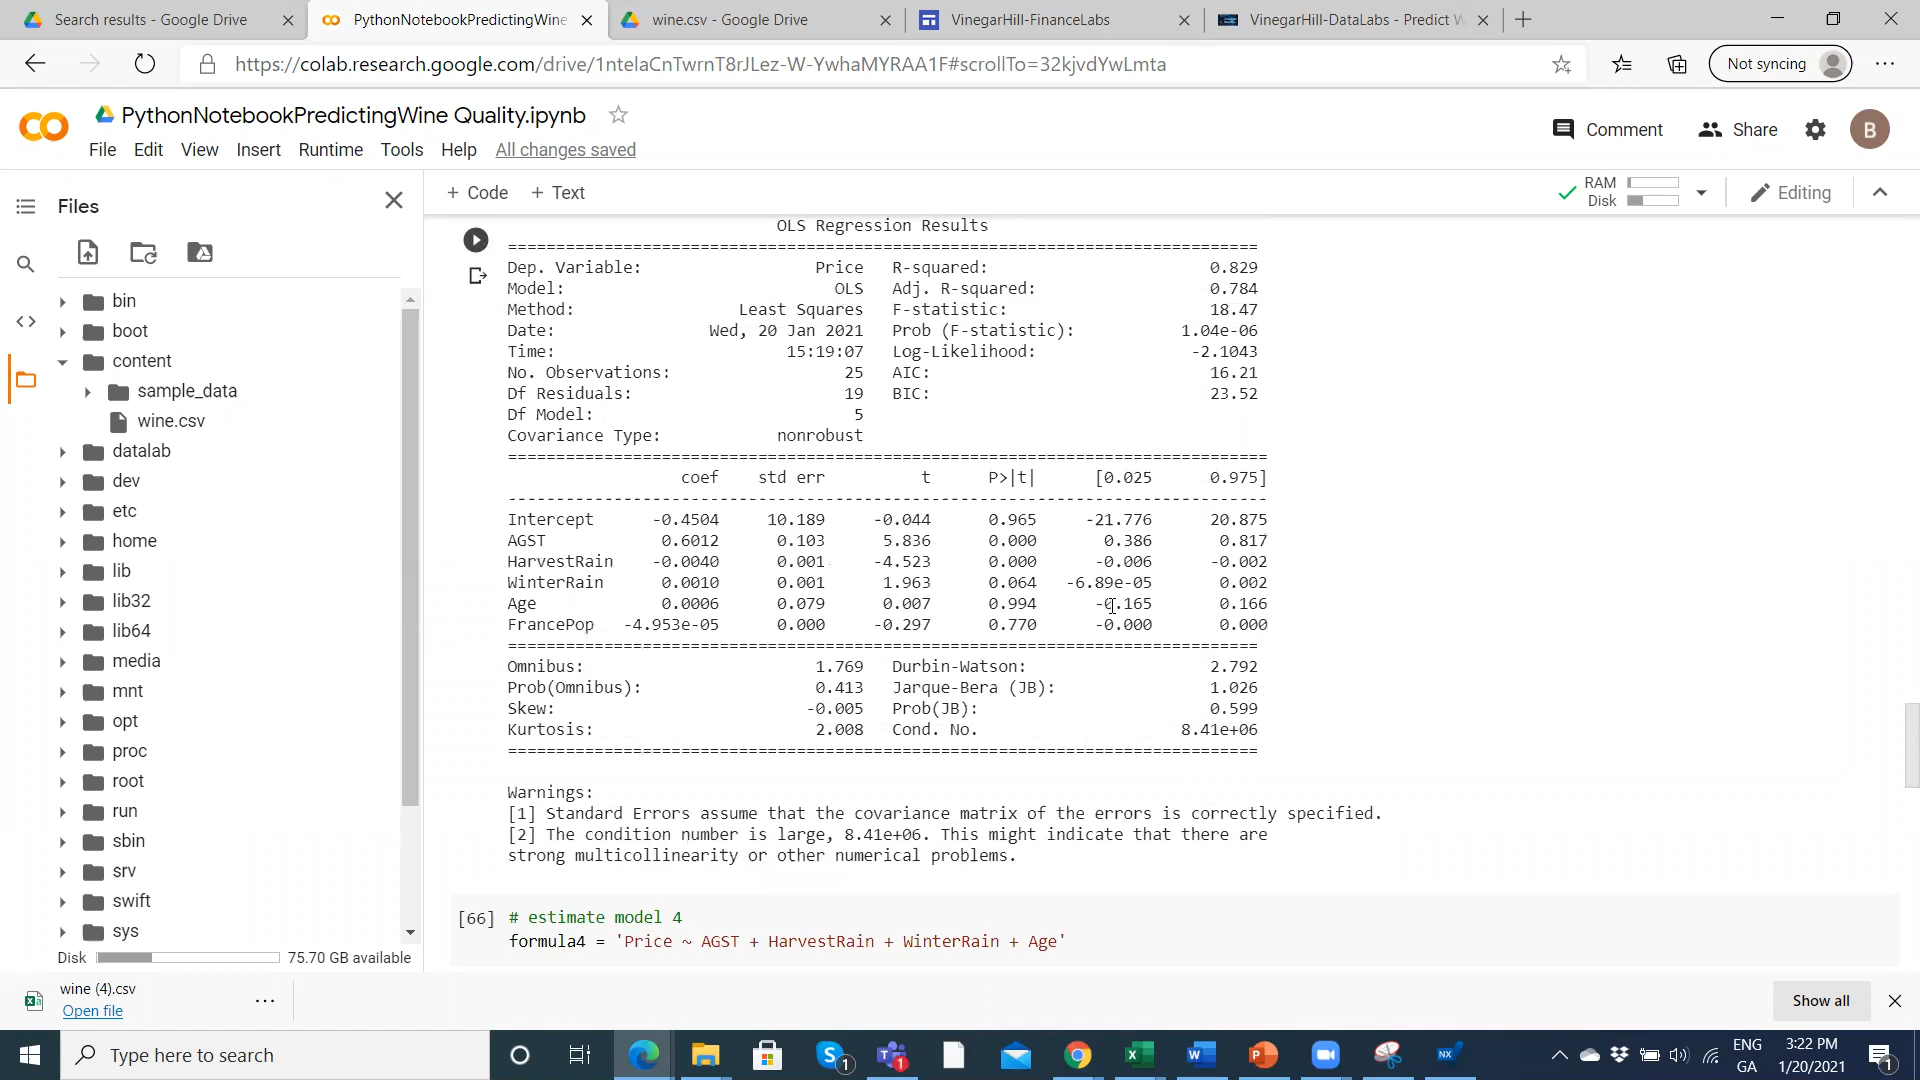 Search results - Google Drive
PythonNotebookPredictingWine
wine.csv - Google Drive
VinegarHill-FinanceLabs
VinegarHill-DataLabs - Predict W
https://colab.research.google.com/drive/1ntelaCnTwrnT8rJLez-W-YwhaMYRAA1F#scrollTo=32kjvdYwLmta
Not syncing
PythonNotebookPredictingWine Quality.ipynb
Comment
Share
B
File Edit View Insert Runtime Tools Help All changes saved
Files
+ Code + Text
RAM
Disk
Editing
bin
boot
content
sample_data
wine.csv
datalab
dev
etc
home
lib
lib32
lib64
media
mnt
opt
proc
root
run
sbin
srv
swift
sys
Disk 75.70 GB available
OLS Regression Results
==============================================================================
Dep. Variable: Price R-squared: 0.829
Model: OLS Adj. R-squared: 0.784
Method: Least Squares F-statistic: 18.47
Date: Wed, 20 Jan 2021 Prob (F-statistic): 1.04e-06
Time: 15:19:07 Log-Likelihood: -2.1043
No. Observations: 25 AIC: 16.21
Df Residuals: 19 BIC: 23.52
Df Model: 5
Covariance Type: nonrobust
===============================================================================
coef std err t P>|t| [0.025 0.975]
-------------------------------------------------------------------------------
Intercept -0.4504 10.189 -0.044 0.965 -21.776 20.875
AGST 0.6012 0.103 5.836 0.000 0.386 0.817
HarvestRain -0.0040 0.001 -4.523 0.000 -0.006 -0.002
WinterRain 0.0010 0.001 1.963 0.064 -6.89e-05 0.002
Age 0.0006 0.079 0.007 0.994 -0.165 0.166
FrancePop -4.953e-05 0.000 -0.297 0.770 -0.000 0.000
==============================================================================
Omnibus: 1.769 Durbin-Watson: 2.792
Prob(Omnibus): 0.413 Jarque-Bera (JB): 1.026
Skew: -0.005 Prob(JB): 0.599
Kurtosis: 2.008 Cond. No. 8.41e+06
==============================================================================
Warnings:
[1] Standard Errors assume that the covariance matrix of the errors is correctly specified.
[2] The condition number is large, 8.41e+06. This might indicate that there are
strong multicollinearity or other numerical problems.
[66] # estimate model 4
formula4 = 'Price ~ AGST + HarvestRain + WinterRain + Age'
wine (4).csv
Open file
Show all
Type here to search
1
1
ENG
GA
3:22 PM
1/20/2021
1